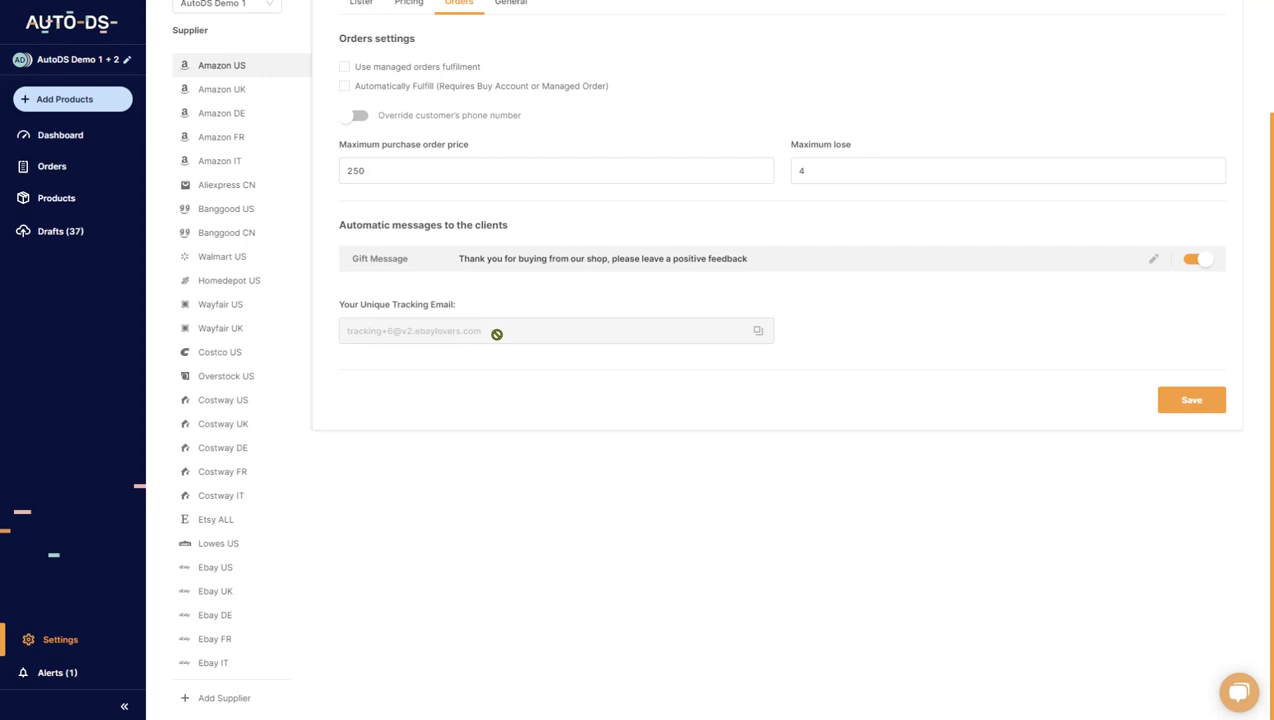 AUTO-DS-
AD
AutoDS Demo 1 + 2
Add Products
Dashboard
Orders
Products
Drafts (37)
Settings
Alerts (1)
AutoDS Demo 1
Supplier
Amazon US
Amazon UK
Amazon DE
Amazon FR
Amazon IT
Aliexpress CN
Banggood US
Banggood CN
Walmart US
Homedepot US
Wayfair US
Wayfair UK
Costco US
Overstock US
Costway US
Costway UK
Costway DE
Costway FR
Costway IT
Etsy ALL
Lowes US
Ebay US
Ebay UK
Ebay DE
Ebay FR
Ebay IT
Add Supplier
Lister Pricing Orders General
Orders settings
Use managed orders fulfilment
Automatically Fulfill (Requires Buy Account or Managed Order)
Override customer's phone number
Maximum purchase order price Maximum lose
250 4
Automatic messages to the clients
Gift Message Thank you for buying from our shop, please leave a positive feedback
Your Unique Tracking Email:
tracking+6@v2.ebaylovers.com
Save